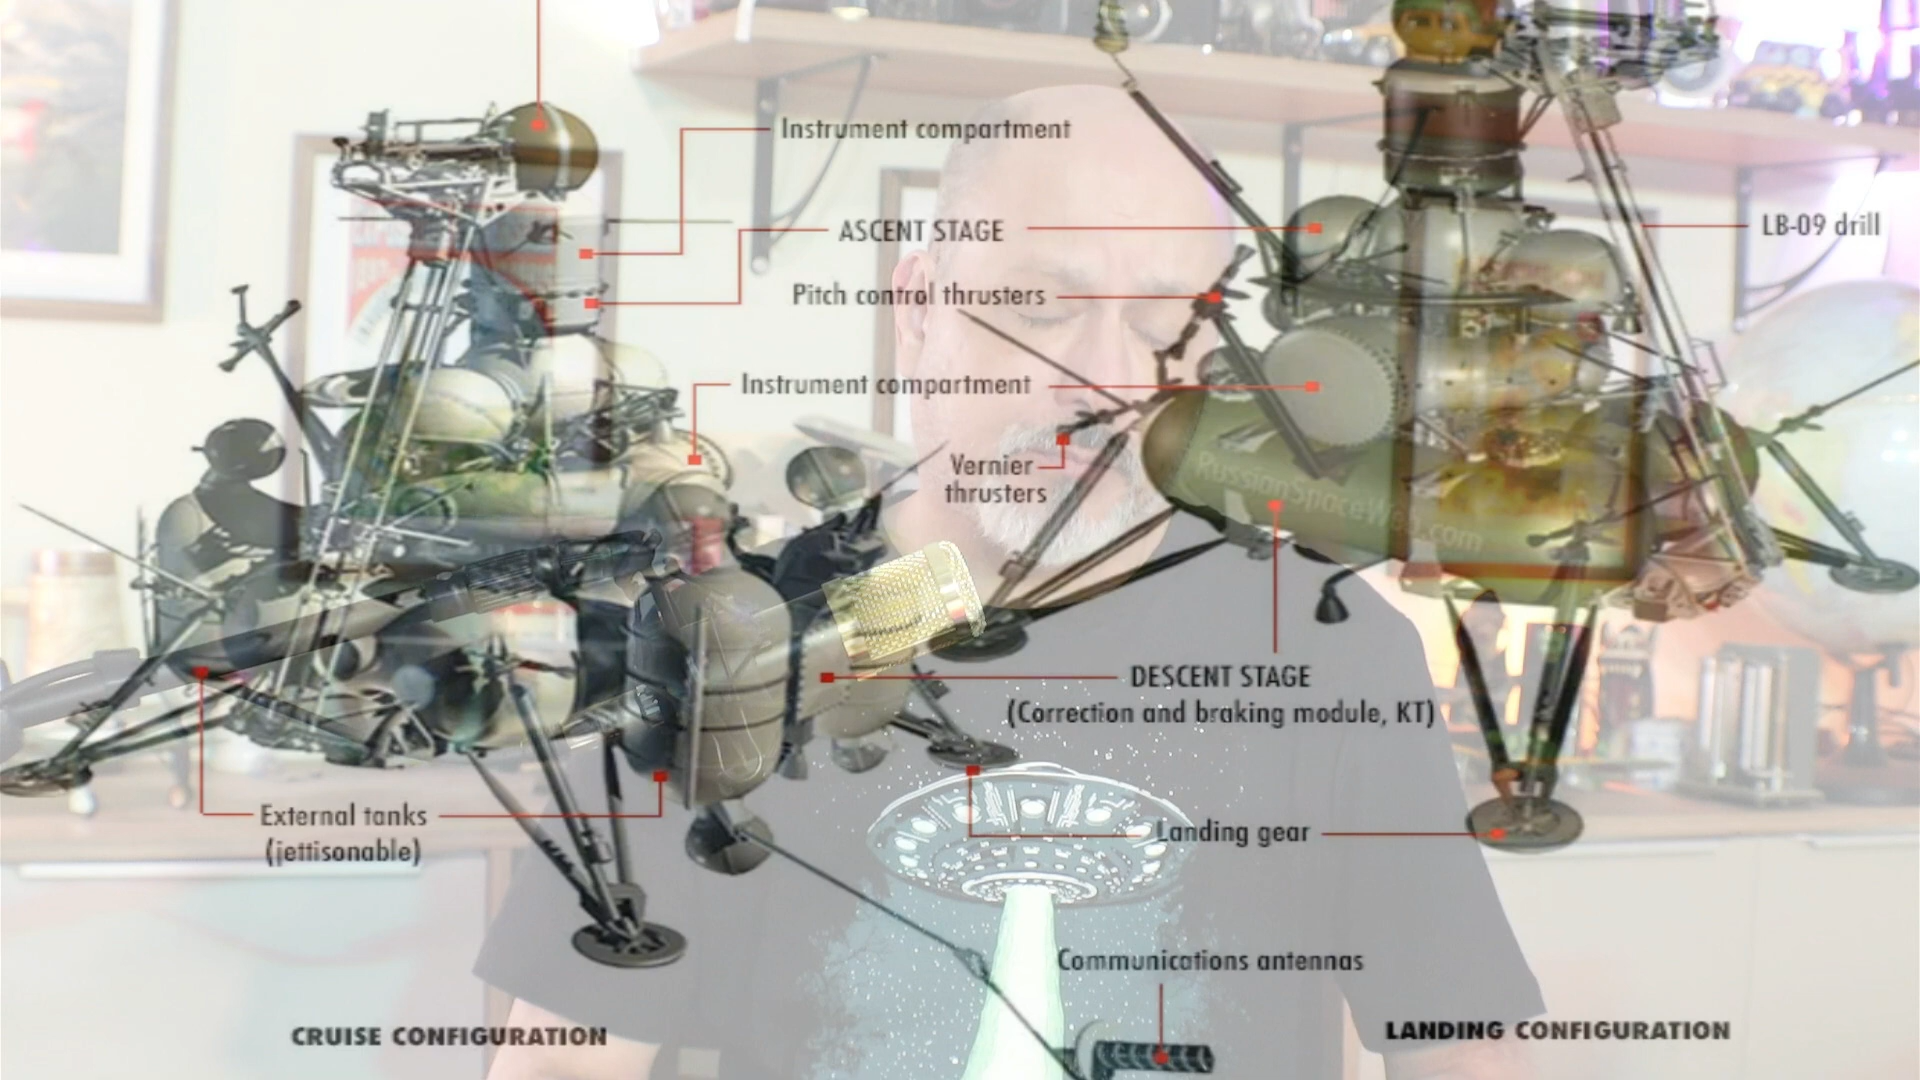 Instrument compartment
ASCENT STAGE
LB-09 drill
Pitch control thrusters
Instrument compartment
Vernier
thrusters
RussianSpaceWeb.com
DESCENT STAGE
(Correction and braking module, KT)
External tanks
(jettisonable)
Landing gear
Communications antennas
CRUISE CONFIGURATION
LANDING CONFIGURATION